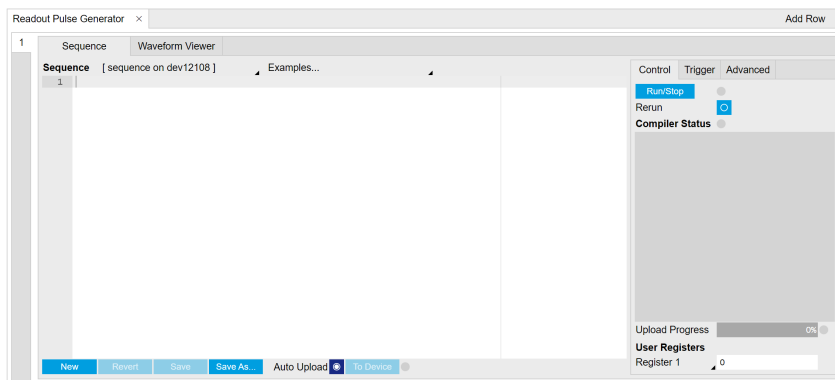 Readout Pulse Generator × Add Row
1 Sequence Waveform Viewer
Sequence [ sequence on dev12108 ] Examples... Control Trigger Advanced
1
Run/Stop
Rerun
Compiler Status
Upload Progress 0%
User Registers
Register 1 0
New Revert Save Save As... Auto Upload To Device